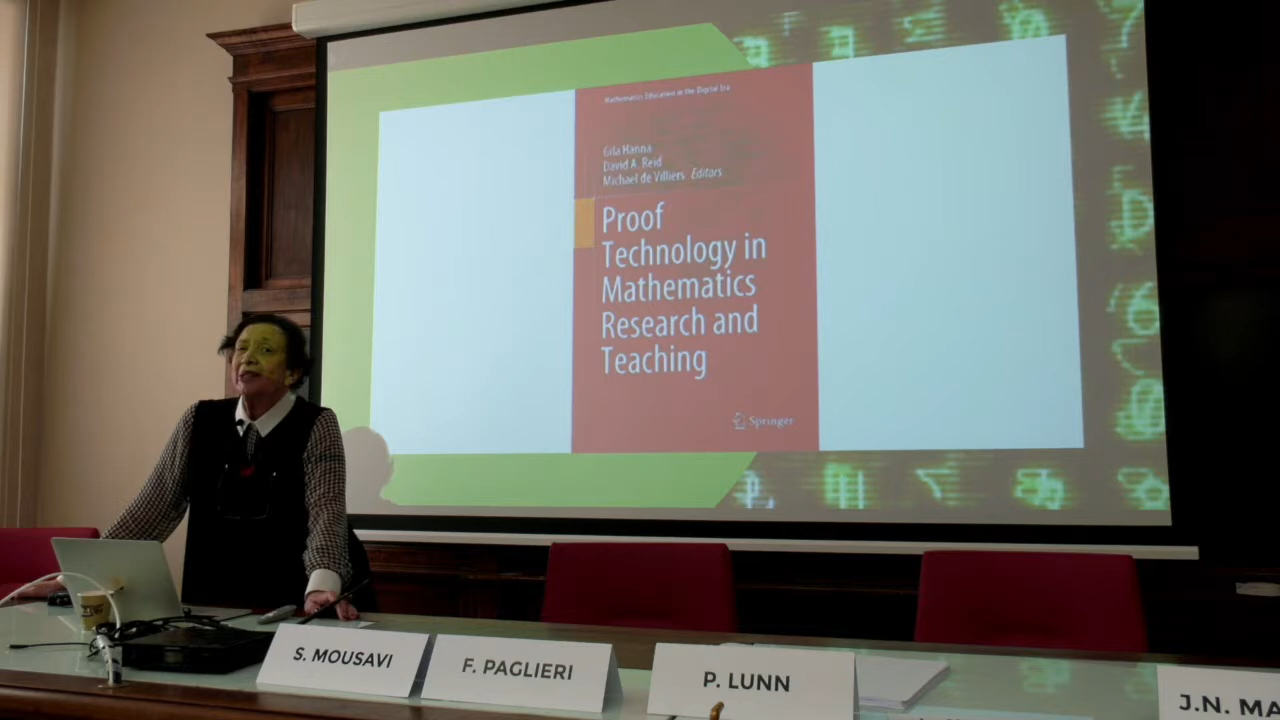 Mathematics Education in the Digital Era
Gila Hanna
David A. Reid
Michael de Villiers Editors
Proof
Technology in
Mathematics
Research and
Teaching
Springer
S. MOUSAVI
F. PAGLIERI
P. LUNN
J.N. MA